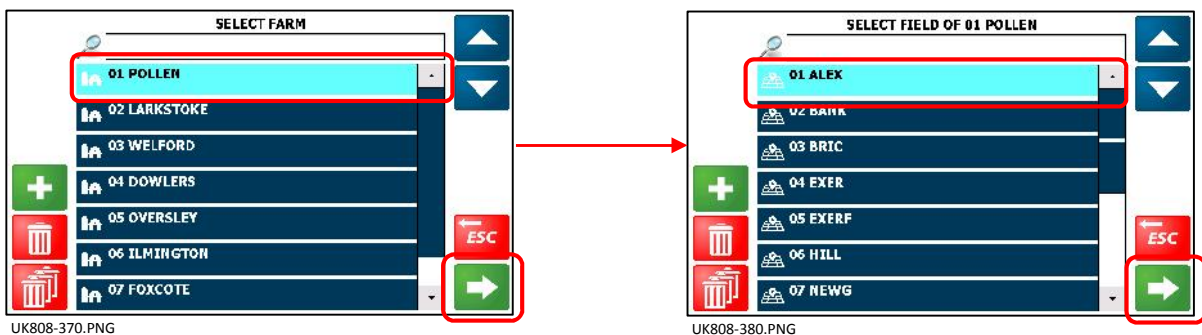 SELECT FARM
01 POLLEN
02 LARKSTOKE
03 WELFORD
04 DOWLERS
05 OVERSLEY
06 ILMINGTON
07 FOXCOTE
ESC
UK808-370.PNG
SELECT FIELD OF 01 POLLEN
01 ALEX
02 BANK
03 BRIC
04 EXER
05 EXERF
06 HILL
07 NEWG
ESC
UK808-380.PNG